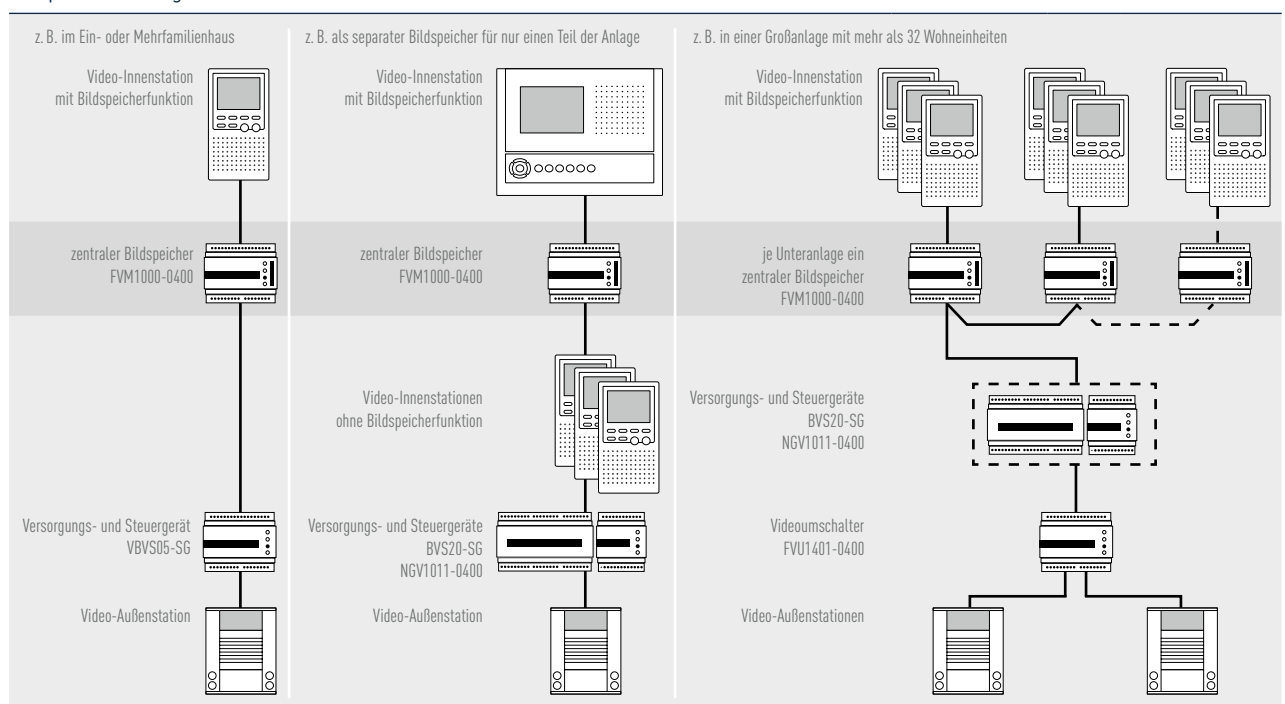 z. B. im Ein- oder Mehrfamilienhaus
Video-Innenstation
mit Bildspeicherfunktion
zentraler Bildspeicher
FVM1000-0400
Versorgungs- und Steuergerät
VBVS05-SG
Video-Außenstation
z. B. als separater Bildspeicher für nur einen Teil der Anlage
Video-Innenstation
mit Bildspeicherfunktion
zentraler Bildspeicher
FVM1000-0400
Video-Innenstationen
ohne Bildspeicherfunktion
Versorgungs- und Steuergeräte
BVS20-SG
NGV1011-0400
Video-Außenstation
z. B. in einer Großanlage mit mehr als 32 Wohneinheiten
Video-Innenstation
mit Bildspeicherfunktion
je Unteranlage ein
zentraler Bildspeicher
FVM1000-0400
Versorgungs- und Steuergeräte
BVS20-SG
NGV1011-0400
Videoumschalter
FVU1401-0400
Video-Außenstationen